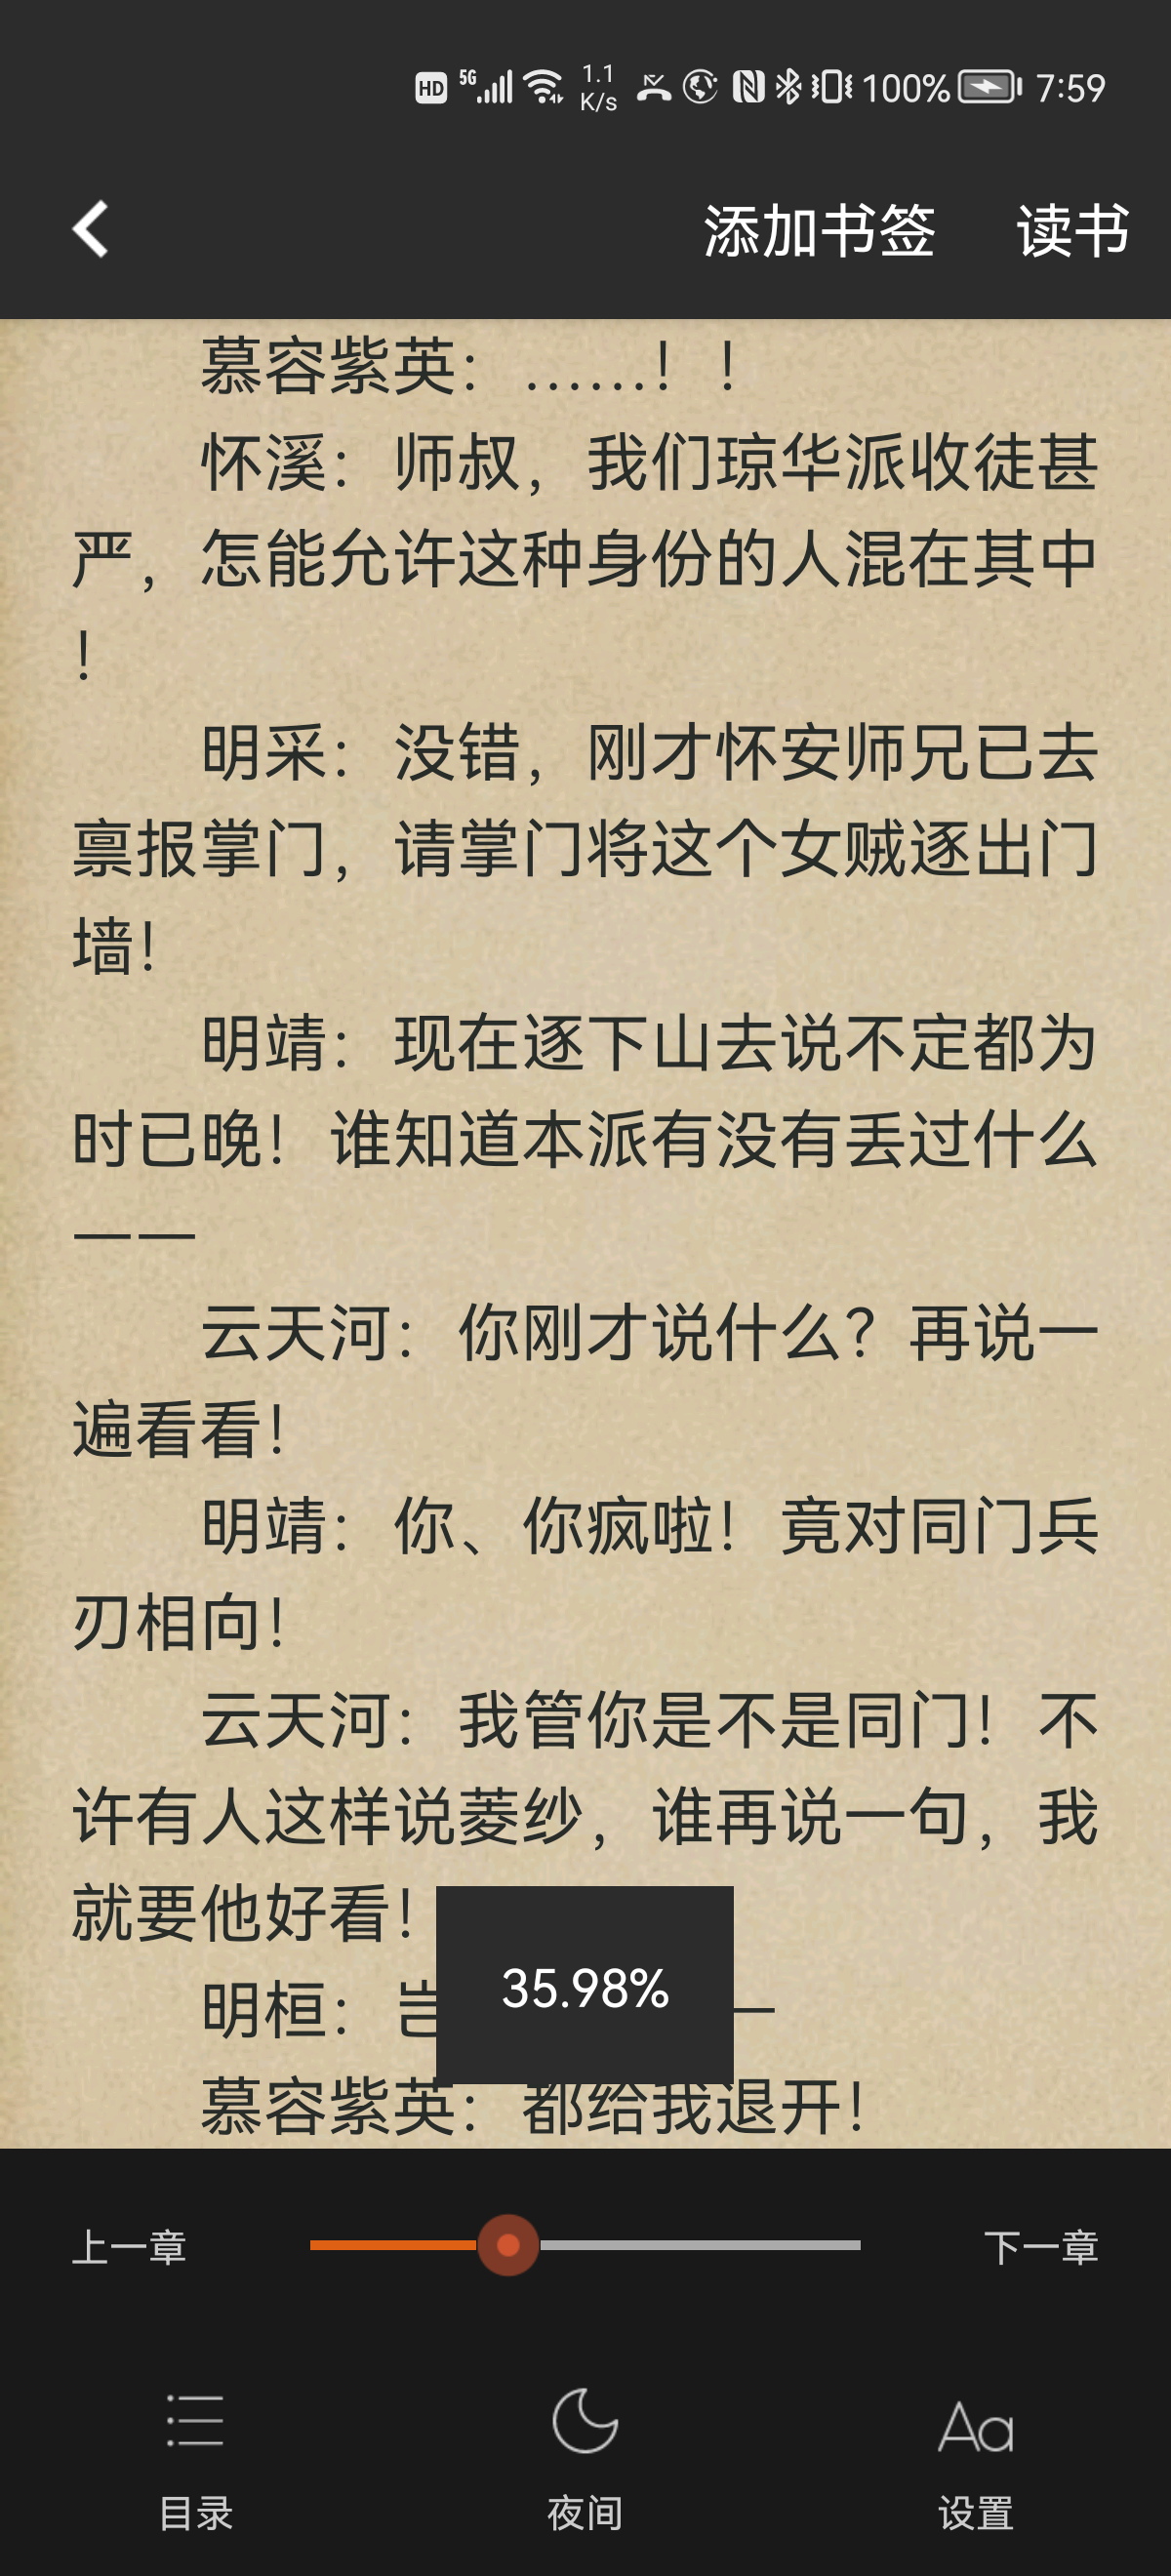 HD 5G 1.1 K/s 100% 7:59
添加书签 读书
慕容紫英：……！！
怀溪：师叔，我们琼华派收徒甚
严，怎能允许这种身份的人混在其中
！
明采：没错，刚才怀安师兄已去
禀报掌门，请掌门将这个女贼逐出门
墙！
明靖：现在逐下山去说不定都为
时已晚！谁知道本派有没有丢过什么
——
云天河：你刚才说什么？再说一
遍看看！
明靖：你、你疯啦！竟对同门兵
刃相向！
云天河：我管你是不是同门！不
许有人这样说菱纱，谁再说一句，我
就要他好看！
35.98%
明桓：
慕容紫英：都给我退开！
上一章 下一章
目录 夜间 Aa 设置